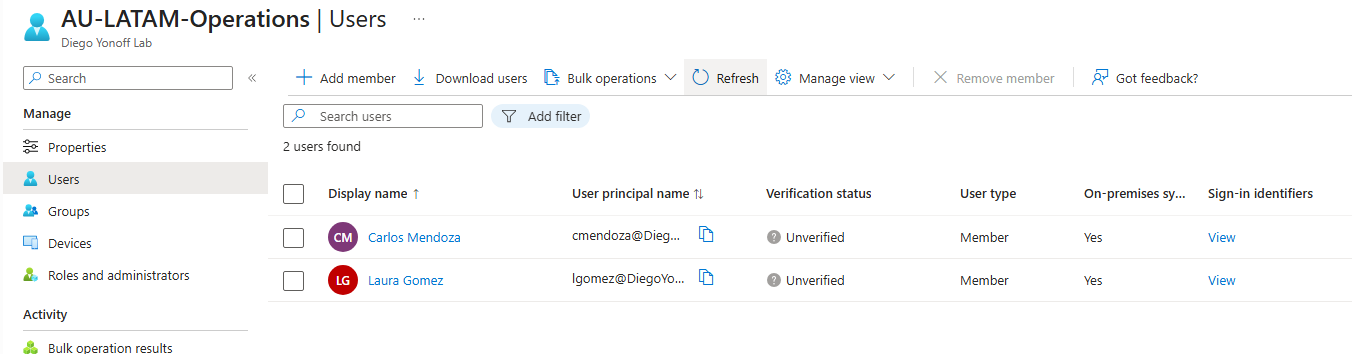 AU-LATAM-Operations | Users ...
Diego Yonoff Lab
Search
Add member Download users Bulk operations Refresh Manage view Remove member Got feedback?
Manage
Properties
Users
Groups
Devices
Roles and administrators
Activity
Bulk operation results
Search users Add filter
2 users found
Display name ↑ User principal name ↑↓ Verification status User type On-premises sy... Sign-in identifiers
CM Carlos Mendoza cmendoza@Dieg... ? Unverified Member Yes View
LG Laura Gomez lgomez@DiegoYo... ? Unverified Member Yes View